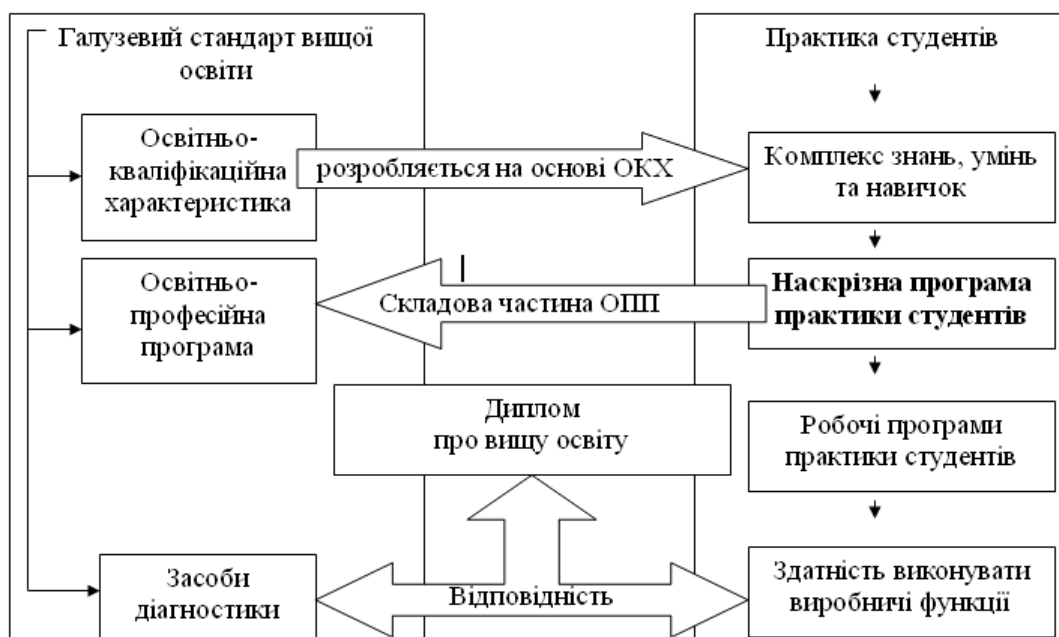 Галузевий стандарт вищої
освіти
Освітньо-
кваліфікаційна
характеристика
розробляється на основі ОКХ
Освітньо-
професійна
програма
Складова частина ОПП
Диплом
про вищу освіту
Засоби
діагностики
Відповідність
Практика студентів
Комплекс знань, умінь
та навичок
Наскрізна програма
практики студентів
Робочі програми
практики студентів
Здатність виконувати
виробничі функції